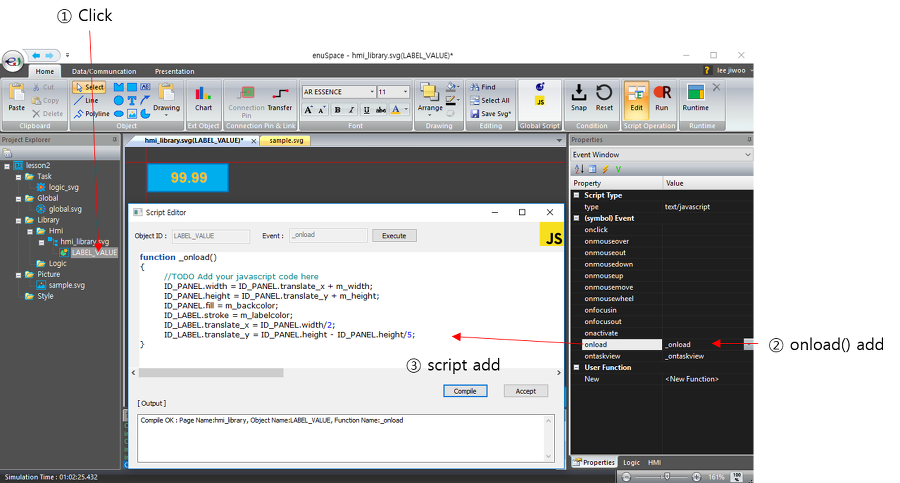 ① Click
enuSpace - hmi_library.svg(LABEL_VALUE)*
Home Data/Communcation Presentation
? lee jiwoo
Paste
Cut
Copy
Delete
Clipboard
Select
Line
Polyline
Drawing
Object
Chart
Ext Object
Connection Pin
Transfer
Connection Pin & Link
AR ESSENCE 11
Font
Arrange
Drawing
Find
Select All
Save Svg*
Editing
JS
Global Script
Snap Reset
Condition
Edit Run
Script Operation
Runtime
Runtime
Project Explorer
lesson2
Task
logic_svg
Global
global.svg
Library
Hmi
hmi_library.svg
LABEL_VALUE
Logic
Picture
sample.svg
Style
hmi_library.svg(LABEL_VALUE)* sample.svg
99.99
Script Editor
Object ID : LABEL_VALUE Event : _onload Execute
JS
function _onload()
{
//TODO Add your javascript code here
ID_PANEL.width = ID_PANEL.translate_x + m_width;
ID_PANEL.height = ID_PANEL.translate_y + m_height;
ID_PANEL.fill = m_backcolor;
ID_LABEL.stroke = m_labelcolor;
ID_LABEL.translate_x = ID_PANEL.width/2;
ID_LABEL.translate_y = ID_PANEL.height - ID_PANEL.height/5;
}
③ script add
Compile Accept
[ Output ]
Compile OK : Page Name:hmi_library, Object Name:LABEL_VALUE, Function Name:_onload
Properties
Event Window
Property Value
Script Type
type text/javascript
(symbol) Event
onclick
onmouseover
onmouseout
onmousedown
onmouseup
onmousemove
onmousewheel
onfocusin
onfocusout
onactivate
onload _onload
ontaskview _ontaskview
User Function
New <New Function>
② onload() add
Properties Logic HMI
Simulation Time : 01:02:25.432
161%